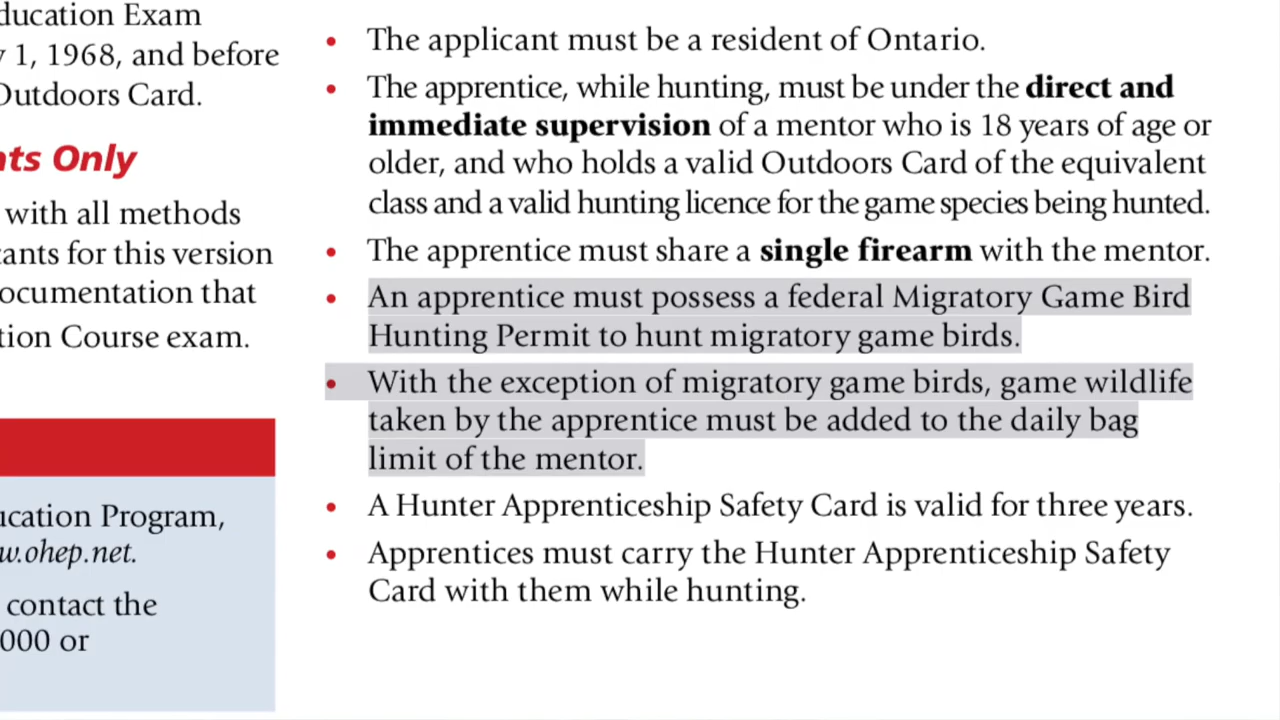 ducation Exam
1, 1968, and before
Outdoors Card.
nts Only
with all methods
ants for this version
ocumentation that
tion Course exam.
ucation Program,
w.ohep.net.
contact the
000 or
• The applicant must be a resident of Ontario.
• The apprentice, while hunting, must be under the direct and
immediate supervision of a mentor who is 18 years of age or
older, and who holds a valid Outdoors Card of the equivalent
class and a valid hunting licence for the game species being hunted.
• The apprentice must share a single firearm with the mentor.
• An apprentice must possess a federal Migratory Game Bird
Hunting Permit to hunt migratory game birds.
• With the exception of migratory game birds, game wildlife
taken by the apprentice must be added to the daily bag
limit of the mentor.
• A Hunter Apprenticeship Safety Card is valid for three years.
• Apprentices must carry the Hunter Apprenticeship Safety
Card with them while hunting.